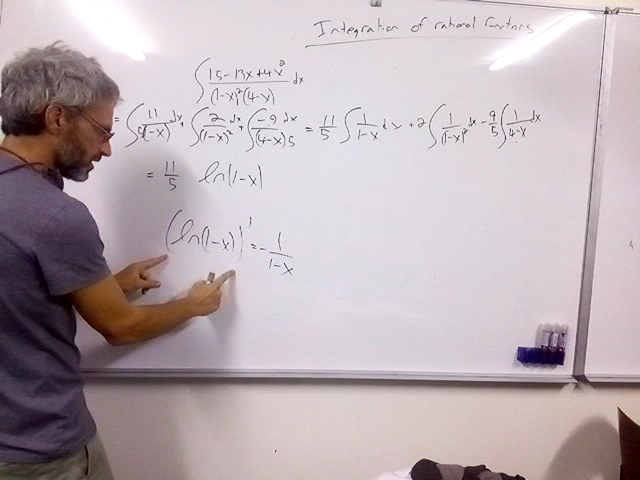 Integration of rational functions
∫ 15-13x+4x² / (1-x)²(4-x) dx
= ∫ 11 / 5(1-x) dx + ∫ 2 / (1-x)² dx + ∫ -9 / (4-x)5 dx = 11/5 ∫ 1/1-x dx + 2 ∫ 1/(1-x)² dx - 9/5 ∫ 1/4-x dx
= 11/5 ln(1-x)
(ln(1-x))' = - 1/1-x